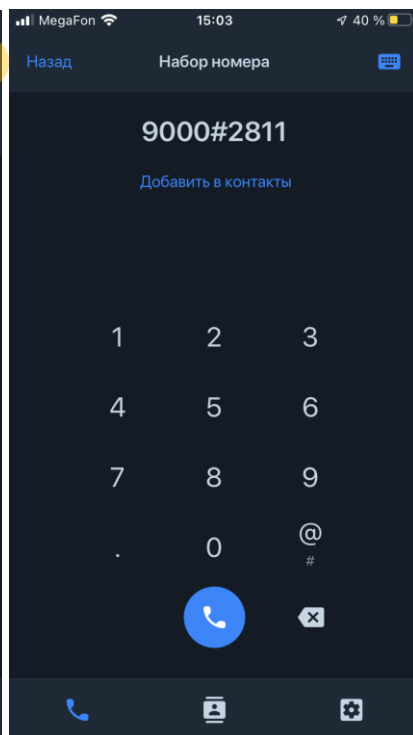 MegaFon 15:03 40 %
Назад Набор номера
9000#2811
Добавить в контакты
1 2 3
4 5 6
7 8 9
. 0 @
#